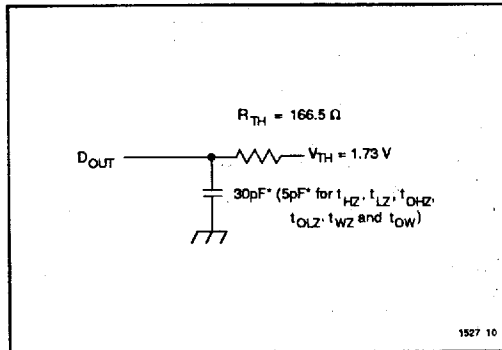 R_TH = 166.5 Ω
D_OUT
V_TH = 1.73 V
30pF* (5pF* for t_HZ, t_LZ, t_OHZ,
t_OLZ, t_WZ and t_OW)
1527 10